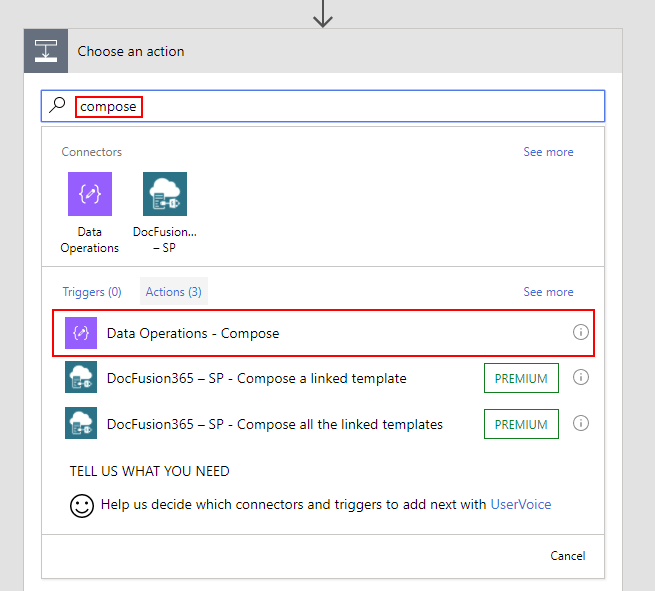 Choose an action
compose
Connectors
See more
Data
Operations
DocFusion...
– SP
Triggers (0)
Actions (3)
See more
Data Operations - Compose
DocFusion365 – SP - Compose a linked template
PREMIUM
DocFusion365 – SP - Compose all the linked templates
PREMIUM
TELL US WHAT YOU NEED
Help us decide which connectors and triggers to add next with UserVoice
Cancel